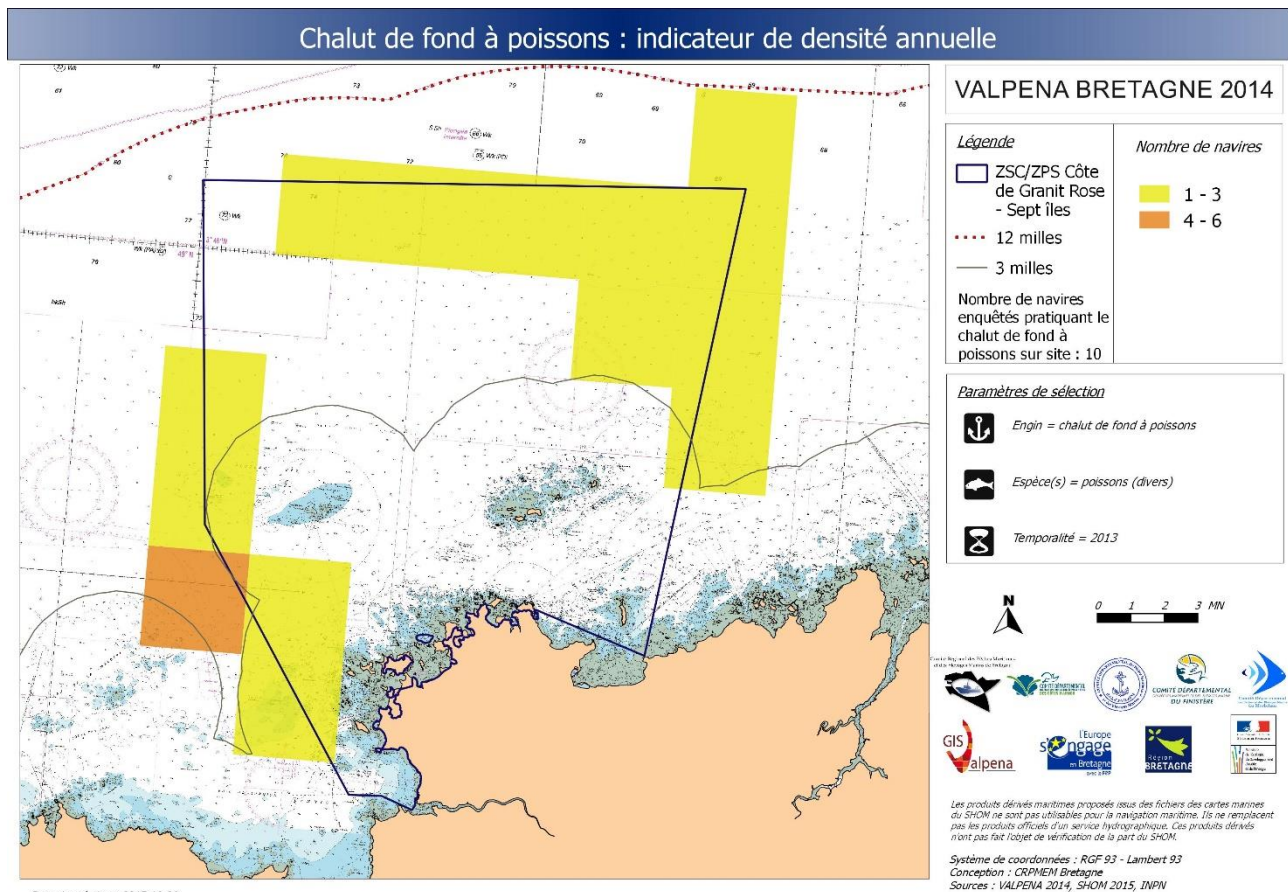 Chalut de fond à poissons : indicateur de densité annuelle
VALPENA BRETAGNE 2014
Légende
ZSC/ZPS Côte
de Granit Rose
- Sept îles
12 milles
3 milles
Nombre de navires
enquêtés pratiquant le
chalut de fond à
poissons sur site : 10
Nombre de navires
1 - 3
4 - 6
Paramètres de sélection
Engin = chalut de fond à poissons
Espèce(s) = poissons (divers)
Temporalité = 2013
N
0 1 2 3 MN
COMITÉ DÉPARTEMENTAL
DU FINISTÈRE
GIS
Valpena
l'Europe
s'engage
en Bretagne
Région
BRETAGNE
Les produits dérivés maritimes proposés issus des fichiers des cartes marines
du SHOM ne sont pas utilisables pour la navigation maritime. Ils ne remplacent
pas les produits officiels d'un service hydrographique. Ces produits dérivés
n'ont pas fait l'objet de vérification de la part du SHOM.
Système de coordonnées : RGF 93 - Lambert 93
Conception : CRPMEM Bretagne
Sources : VALPENA 2014, SHOM 2015, INPN